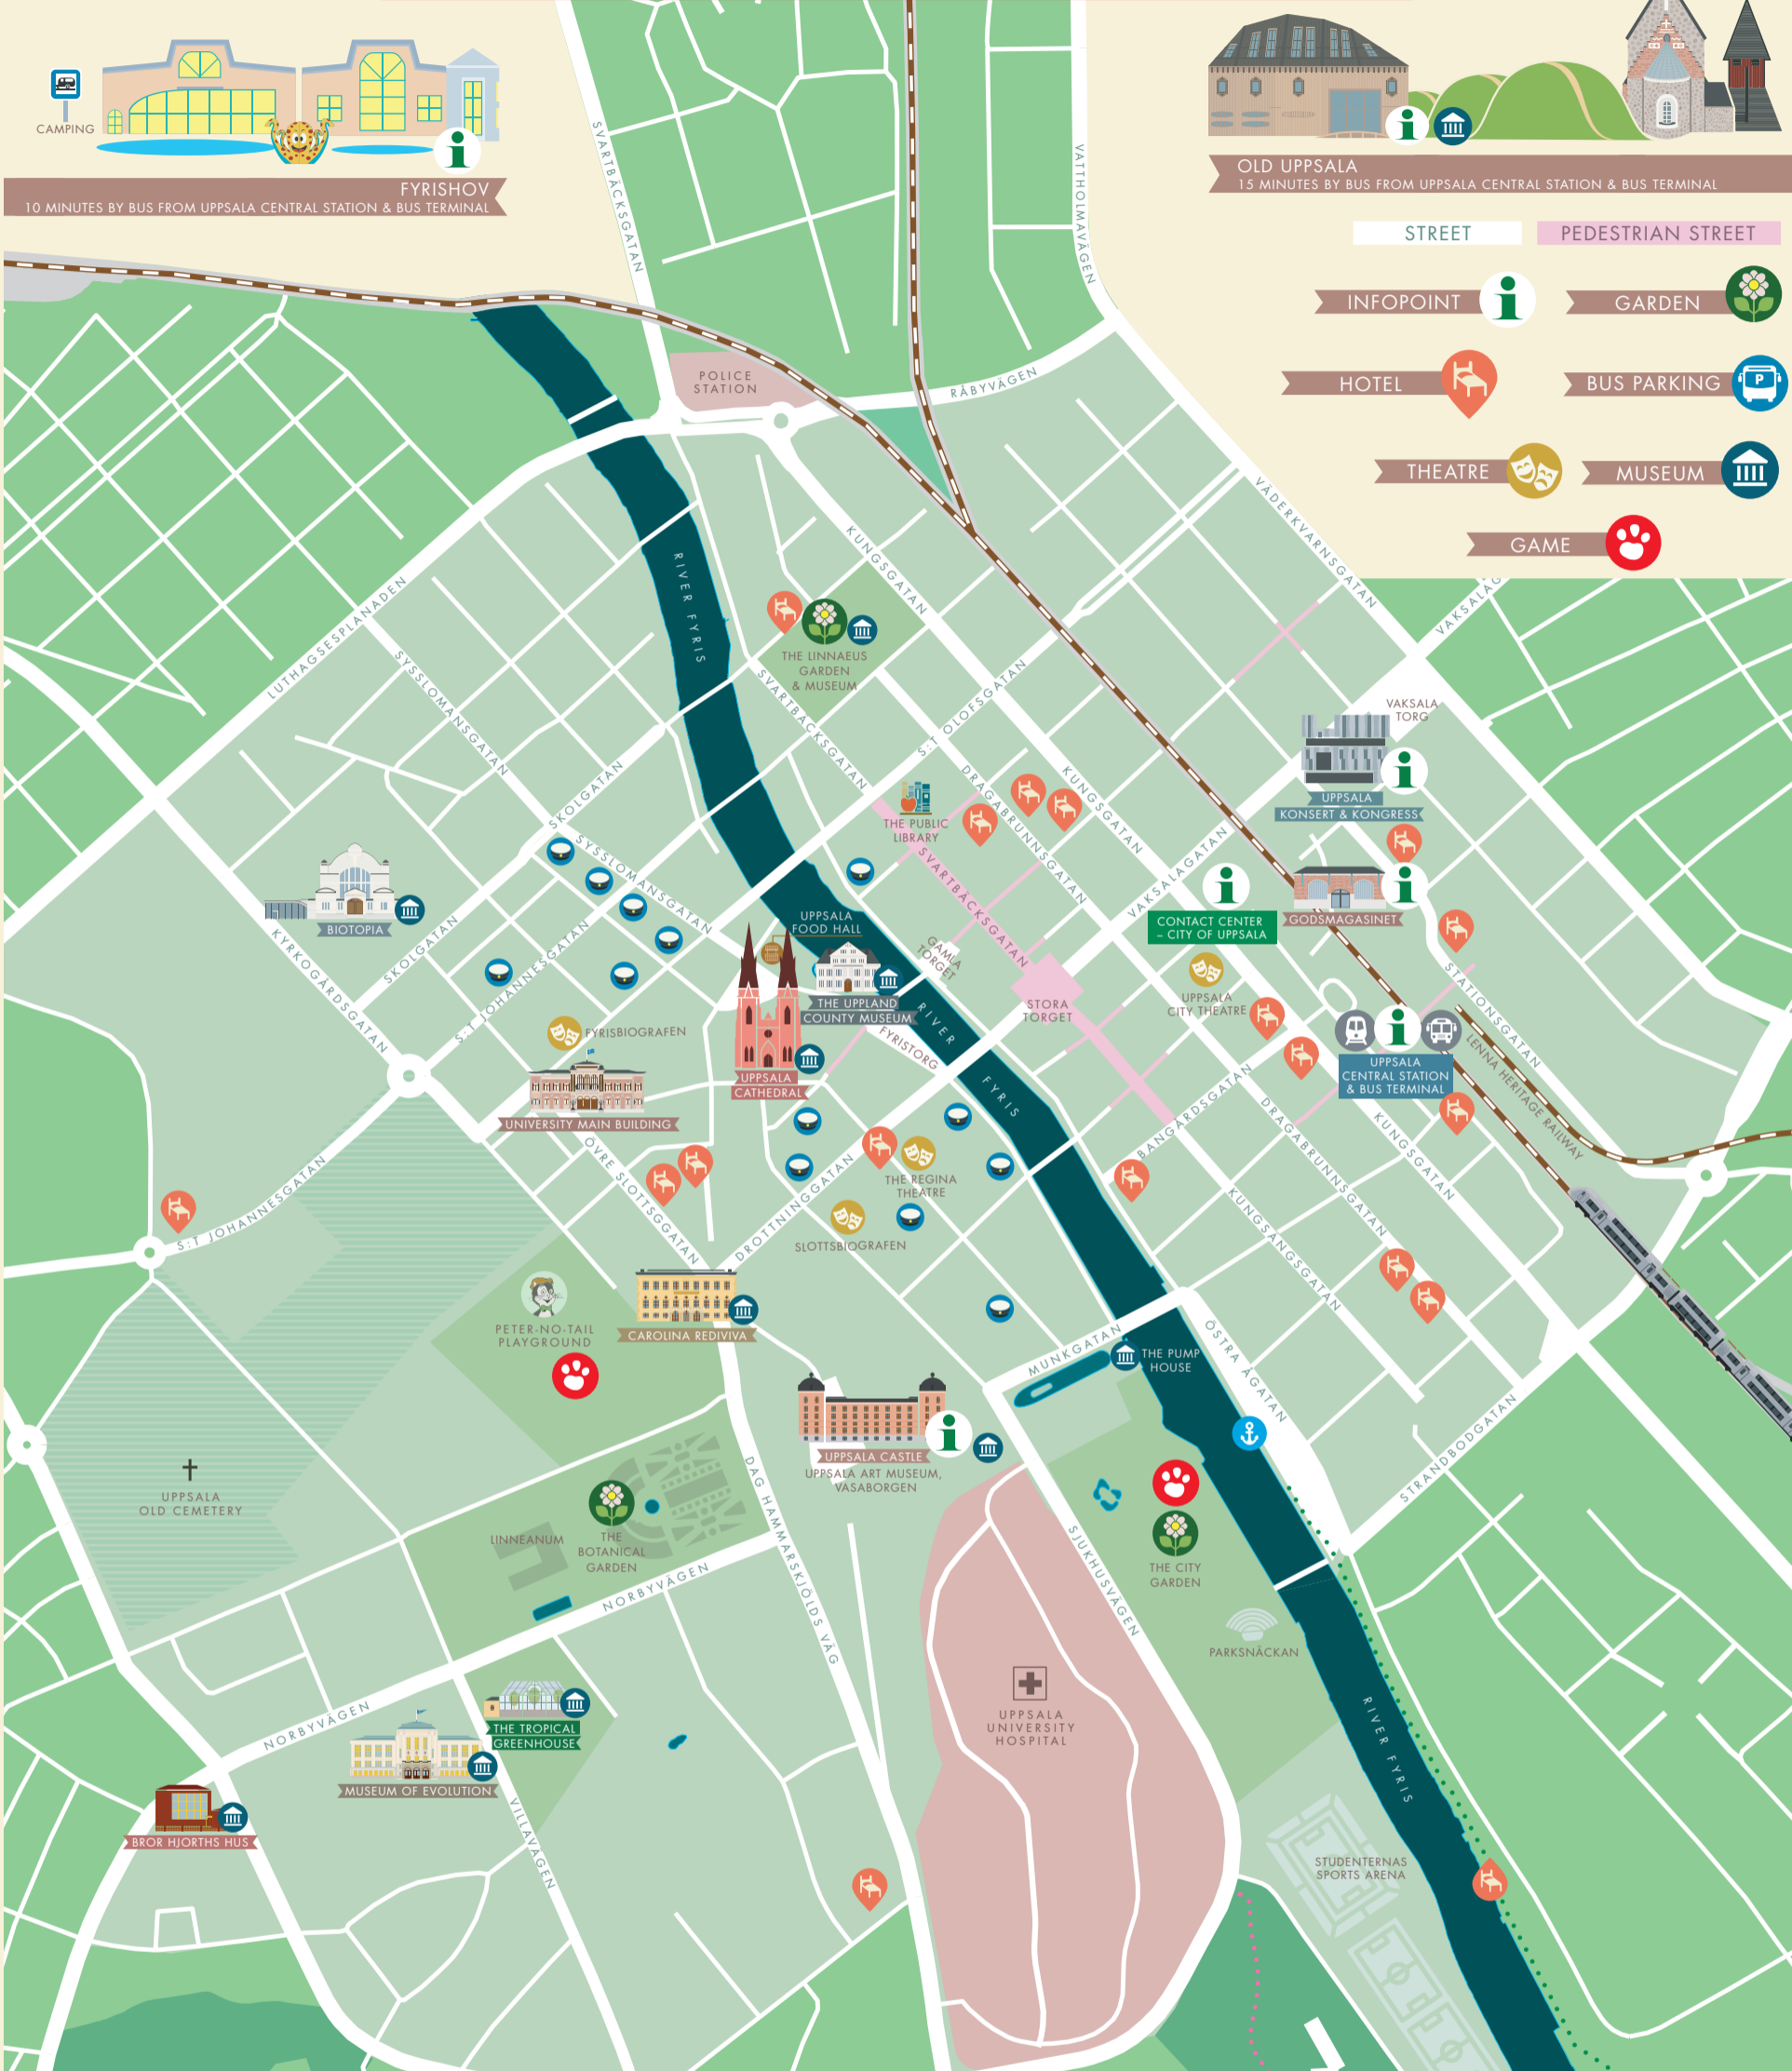 CAMPING
FYRISHOV
10 MINUTES BY BUS FROM UPPSALA CENTRAL STATION & BUS TERMINAL
OLD UPPSALA
15 MINUTES BY BUS FROM UPPSALA CENTRAL STATION & BUS TERMINAL
STREET
PEDESTRIAN STREET
INFOPOINT
GARDEN
HOTEL
BUS PARKING
P
THEATRE
MUSEUM
GAME
SVARTBÄCKSGATAN
VATTHOLMAVÄGEN
POLICE
STATION
RÅBYVÄGEN
VÄDERKVARNSGATAN
VAKSALAG
KUNGSGATAN
RIVER FYRIS
LUTHAGSESPLANADEN
THE LINNAEUS
GARDEN
& MUSEUM
SYSSLOMANSGATAN
SVARTBÄCKSGATAN
S:T OLOFSGATAN
VAKSALA
TORG
UPPSALA
KONSERT & KONGRESS
SKOLGATAN
DRAGARBRUNNSGATAN
KUNGSGATAN
THE PUBLIC
LIBRARY
SYSSLOMANSGATAN
SVARTBÄCKSGATAN
VAKSALAGATAN
BIOTOPIA
GODSMAGASINET
CONTACT CENTER
– CITY OF UPPSALA
UPPSALA
FOOD HALL
KYRKOGÅRDSGATAN
SKOLGATAN
S:T JOHANNESGATAN
GAMLA
TORGET
THE UPPLAND
COUNTY MUSEUM
STORA
TORGET
UPPSALA
CITY THEATRE
STATIONSGATAN
FYRISBIOGRAFEN
FYRISTORG
RIVER
FYRIS
UPPSALA
CENTRAL STATION
& BUS TERMINAL
LENNA HERITAGE RAILWAY
UPPSALA
CATHEDRAL
UNIVERSITY MAIN BUILDING
BANGÅRDSGATAN
DRAGABRUNNSGATAN
KUNGSGATAN
ÖVRE SLOTTSGGATAN
THE REGINA
THEATRE
S:T JOHANNESGATAN
DROTTNINGGATAN
SLOTTSBIOGRAFEN
KUNGSÄNGSGATAN
PETER-NO-TAIL
PLAYGROUND
CAROLINA REDIVIVA
MUNKGATAN
THE PUMP
HOUSE
ÖSTRA ÅGATAN
UPPSALA CASTLE
UPPSALA ART MUSEUM,
VASABORGEN
STRANDBODGATAN
UPPSALA
OLD CEMETERY
LINNEANUM
THE
BOTANICAL
GARDEN
DAG HAMMARSKJÖLDS VÄG
SJUKHUSVÄGEN
THE CITY
GARDEN
NORBYVÄGEN
PARKSNÄCKAN
UPPSALA
UNIVERSITY
HOSPITAL
RIVER FYRIS
NORBYVÄGEN
THE TROPICAL
GREENHOUSE
MUSEUM OF EVOLUTION
BROR HJORTHS HUS
VILLAVÄGEN
STUDENTERNAS
SPORTS ARENA